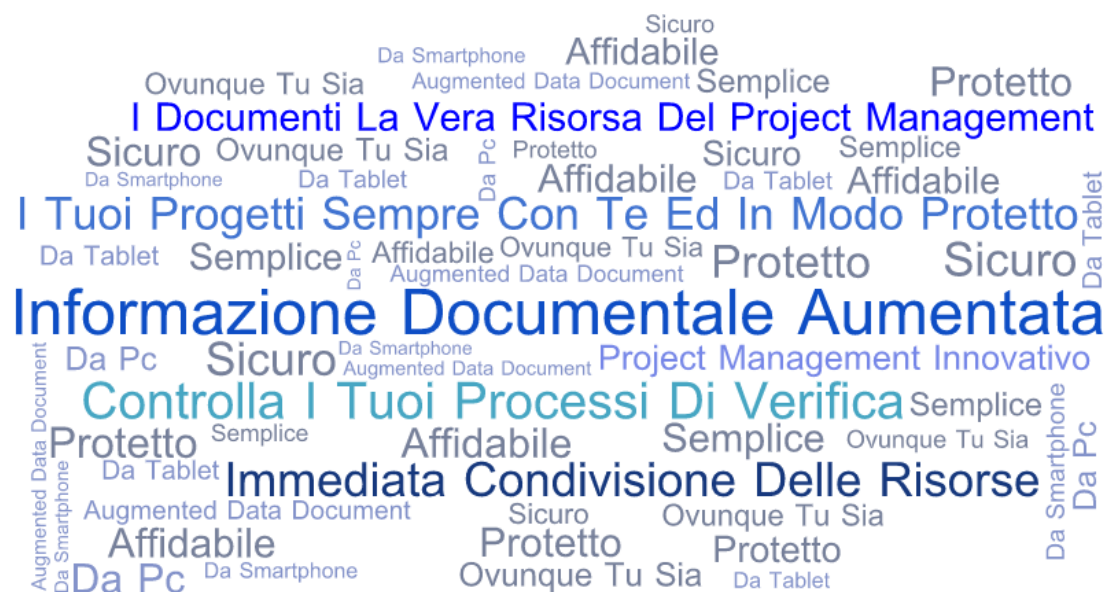 Sicuro
Da Smartphone Affidabile
Ovunque Tu Sia Augmented Data Document Semplice Protetto
I Documenti La Vera Risorsa Del Project Management
Sicuro Ovunque Tu Sia Da Pc Protetto Sicuro Semplice
Da Smartphone Da Tablet Affidabile Da Tablet Affidabile Da Tablet
I Tuoi Progetti Sempre Con Te Ed In Modo Protetto
Da Tablet Semplice Da Pc Affidabile Ovunque Tu Sia Protetto Sicuro
Augmented Data Document
Informazione Documentale Aumentata
Augmented Data Document Da Pc Sicuro Da Smartphone Project Management Innovativo
Augmented Data Document
Controlla I Tuoi Processi Di Verifica Semplice
Protetto Semplice Affidabile Semplice Ovunque Tu Sia Da Smartphone Da Pc
Da Smartphone Da Tablet Immediata Condivisione Delle Risorse
Augmented Data Document Sicuro Ovunque Tu Sia
Affidabile Protetto Protetto
Da Pc Da Smartphone Ovunque Tu Sia Da Tablet